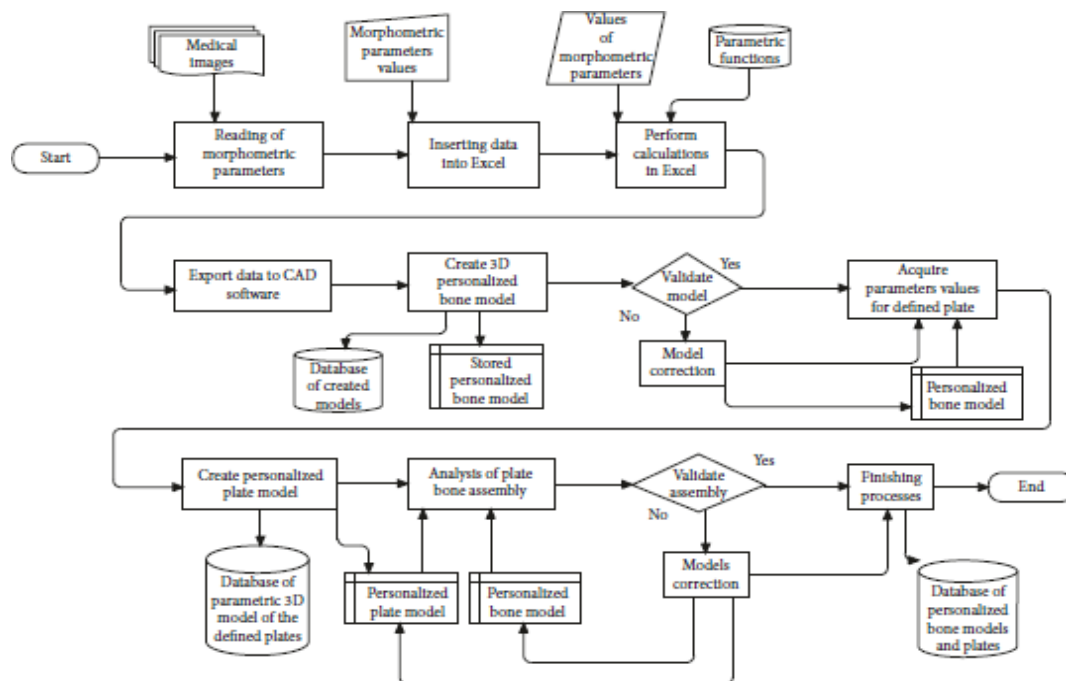 Medical
images
Morphometric
parameters
values
Values
of
morphometric
parameters
Parametric
functions
Start
Reading of
morphometric
parameters
Inserting data
into Excel
Perform
calculations
in Excel
Export data to CAD
software
Create 3D
personalized
bone model
Validate
model
Yes
No
Acquire
parameters values
for defined plate
Database
of created
models
Stored
personalized
bone model
Model
correction
Personalized
bone model
Create personalized
plate model
Analysis of plate
bone assembly
Validate
assembly
Yes
No
Finishing
processes
End
Database of
parametric 3D
model of the
defined plates
Personalized
plate model
Personalized
bone model
Models
correction
Database of
personalized
bone models
and plates